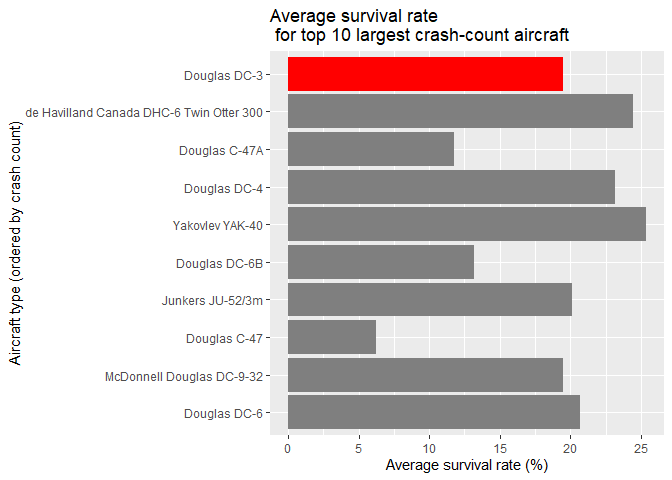 Average survival rate
for top 10 largest crash-count aircraft
Aircraft type (ordered by crash count)
Douglas DC-3
de Havilland Canada DHC-6 Twin Otter 300
Douglas C-47A
Douglas DC-4
Yakovlev YAK-40
Douglas DC-6B
Junkers JU-52/3m
Douglas C-47
McDonnell Douglas DC-9-32
Douglas DC-6
0 5 10 15 20 25
Average survival rate (%)